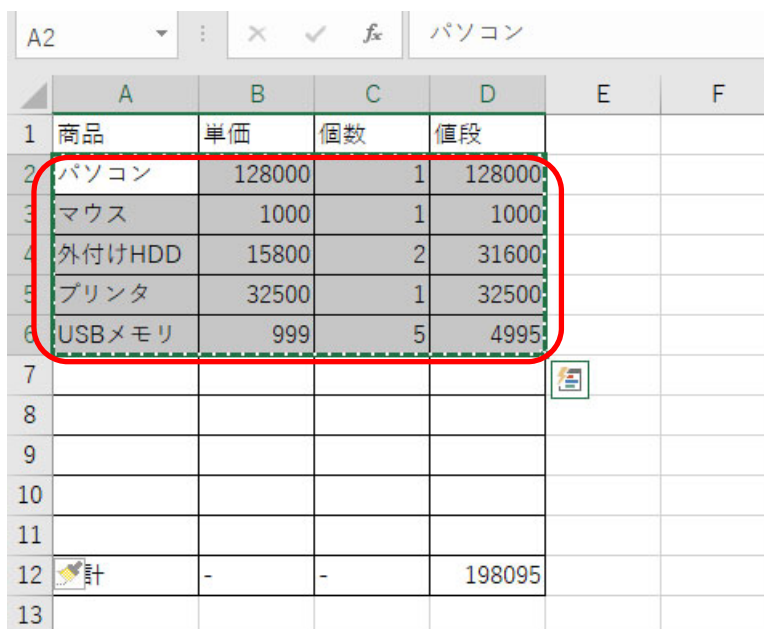 A2 fx パソコン
A B C D E F
1 商品 単価 個数 値段
2 パソコン 128000 1 128000
3 マウス 1000 1 1000
4 外付けHDD 15800 2 31600
5 プリンタ 32500 1 32500
6 USBメモリ 999 5 4995
7
8
9
10
11
12 計 - - 198095
13